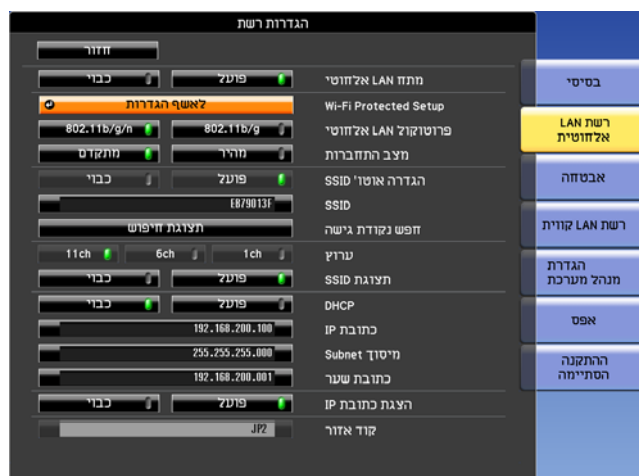 הגדרות רשת
חזור
מתח LAN אלחוטי פועל כבוי
Wi-Fi Protected Setup לאשף הגדרות
פרוטוקול LAN אלחוטי 802.11b/g 802.11b/g/n
מצב התחברות מהיר מתקדם
הגדרה אוטו' SSID פועל כבוי
SSID EB79013F
חפש נקודת גישה תצוגת חיפוש
ערוץ 1ch 6ch 11ch
תצוגת SSID פועל כבוי
DHCP פועל כבוי
כתובת IP 192.168.200.100
מיסוך Subnet 255.255.255.000
כתובת שער 192.168.200.001
הצגת כתובת IP פועל כבוי
קוד אזור JP2
בסיסי
רשת LAN
אלחוטית
אבטחה
רשת LAN קווית
הגדרת
מנהל מערכת
אפס
ההתקנה
הסתיימה